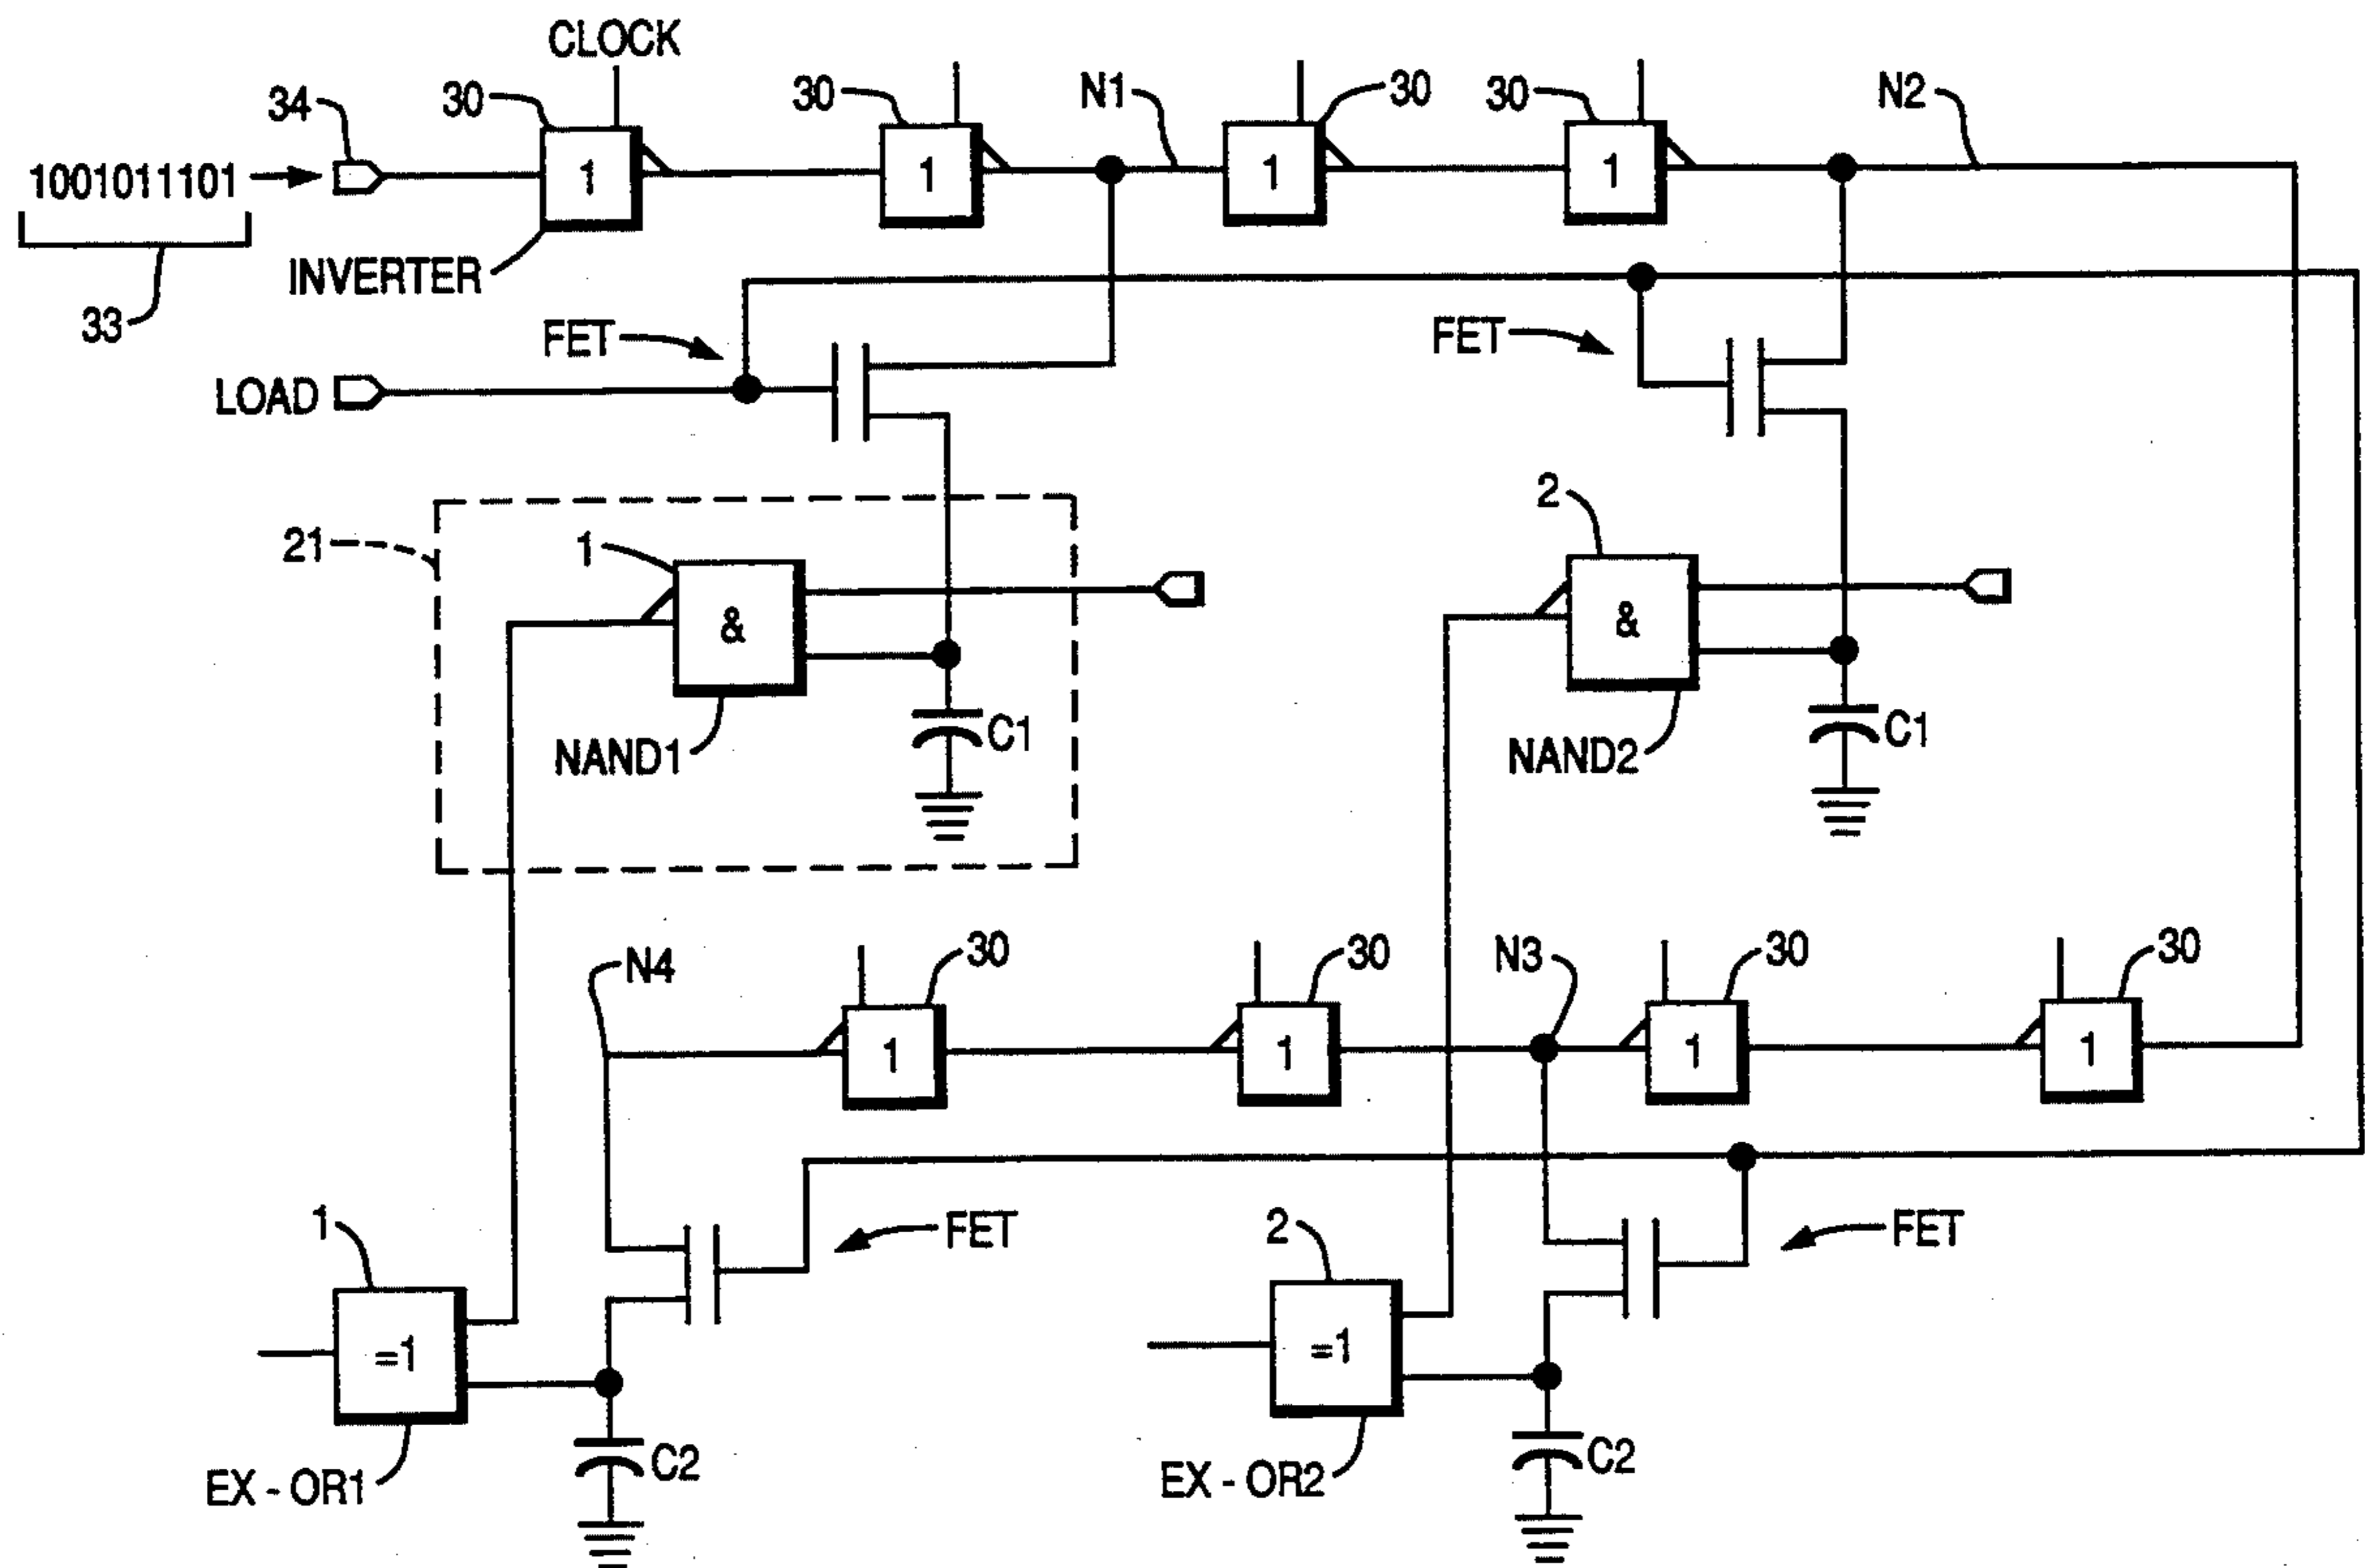 CLOCK
34
30
30
N1
30
30
N2
1001011101
1
1
1
1
INVERTER
33
FET
FET
LOAD
21
1
2
&
&
NAND1
C1
NAND2
C1
N4
30
30
N3
30
30
1
1
1
1
1
FET
2
FET
=1
=1
EX - OR1
C2
EX - OR2
C2